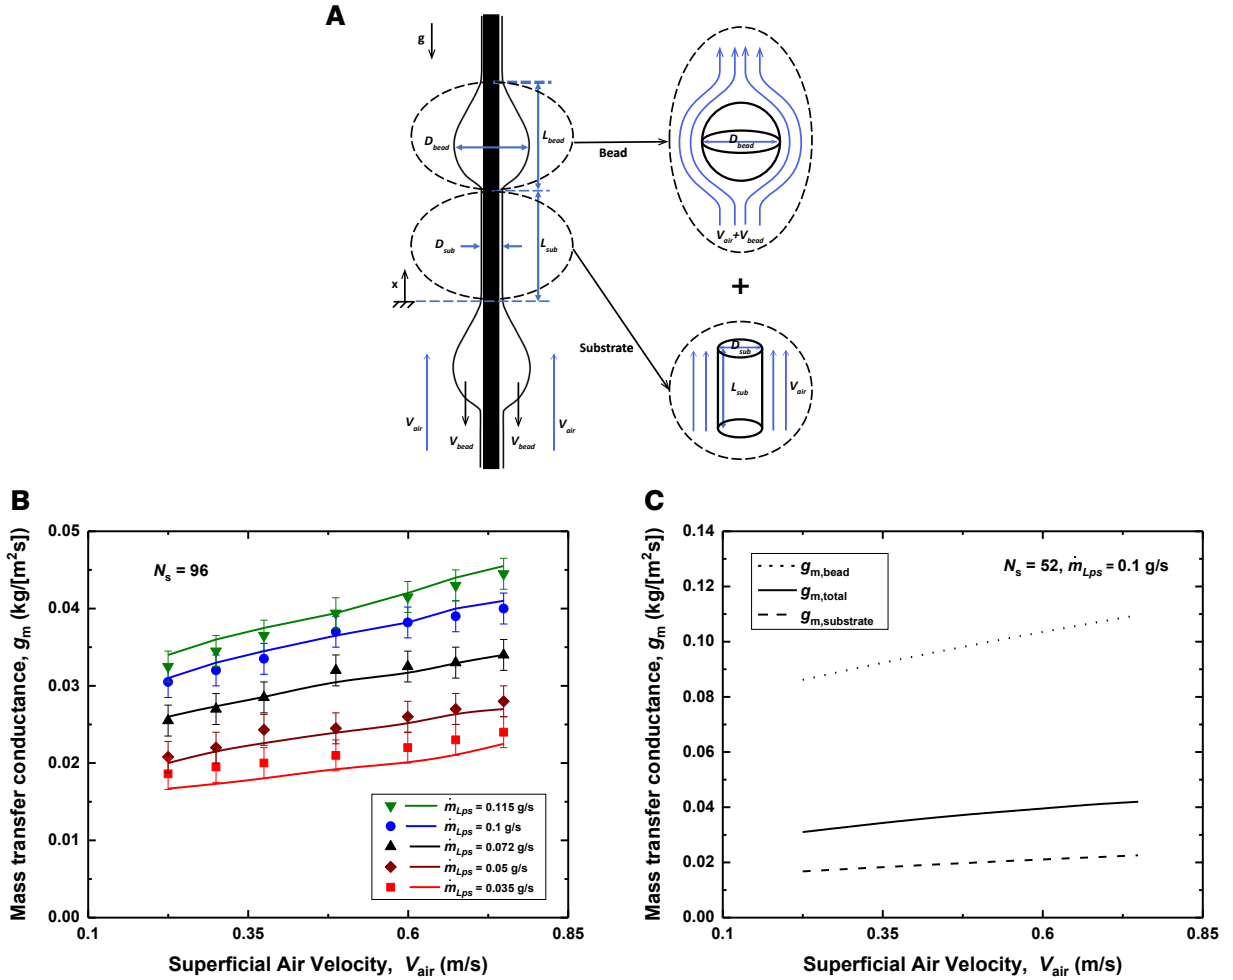 A
g
D_bead
L_bead
Bead
D_bead
V_air+V_bead
D_sub
L_sub
x
+
Substrate
D_sub
L_sub
V_air
V_air
V_bead
V_bead
V_air
B
Mass transfer conductance, g_m (kg/[m²s])
0.05
0.04
0.03
0.02
0.01
0.00
N_s = 96
ṁ_Lps = 0.115 g/s
ṁ_Lps = 0.1 g/s
ṁ_Lps = 0.072 g/s
ṁ_Lps = 0.05 g/s
ṁ_Lps = 0.035 g/s
0.1 0.35 0.6 0.85
Superficial Air Velocity, V_air (m/s)
C
Mass transfer conductance, g_m (kg/[m²s])
0.14
0.12
0.10
0.08
0.06
0.04
0.02
0.00
g_m,bead
g_m,total
g_m,substrate
N_s = 52, ṁ_Lps = 0.1 g/s
0.1 0.35 0.6 0.85
Superficial Air Velocity, V_air (m/s)